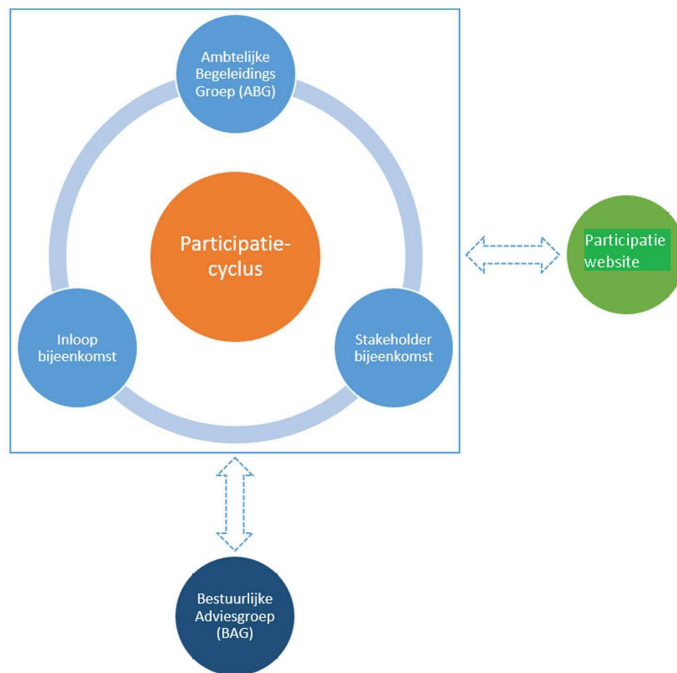 Ambtelijke
Begeleidings
Groep (ABG)
Participatie-
cyclus
Participatie
website
Inloop
bijeenkomst
Stakeholder
bijeenkomst
Bestuurlijke
Adviesgroep
(BAG)